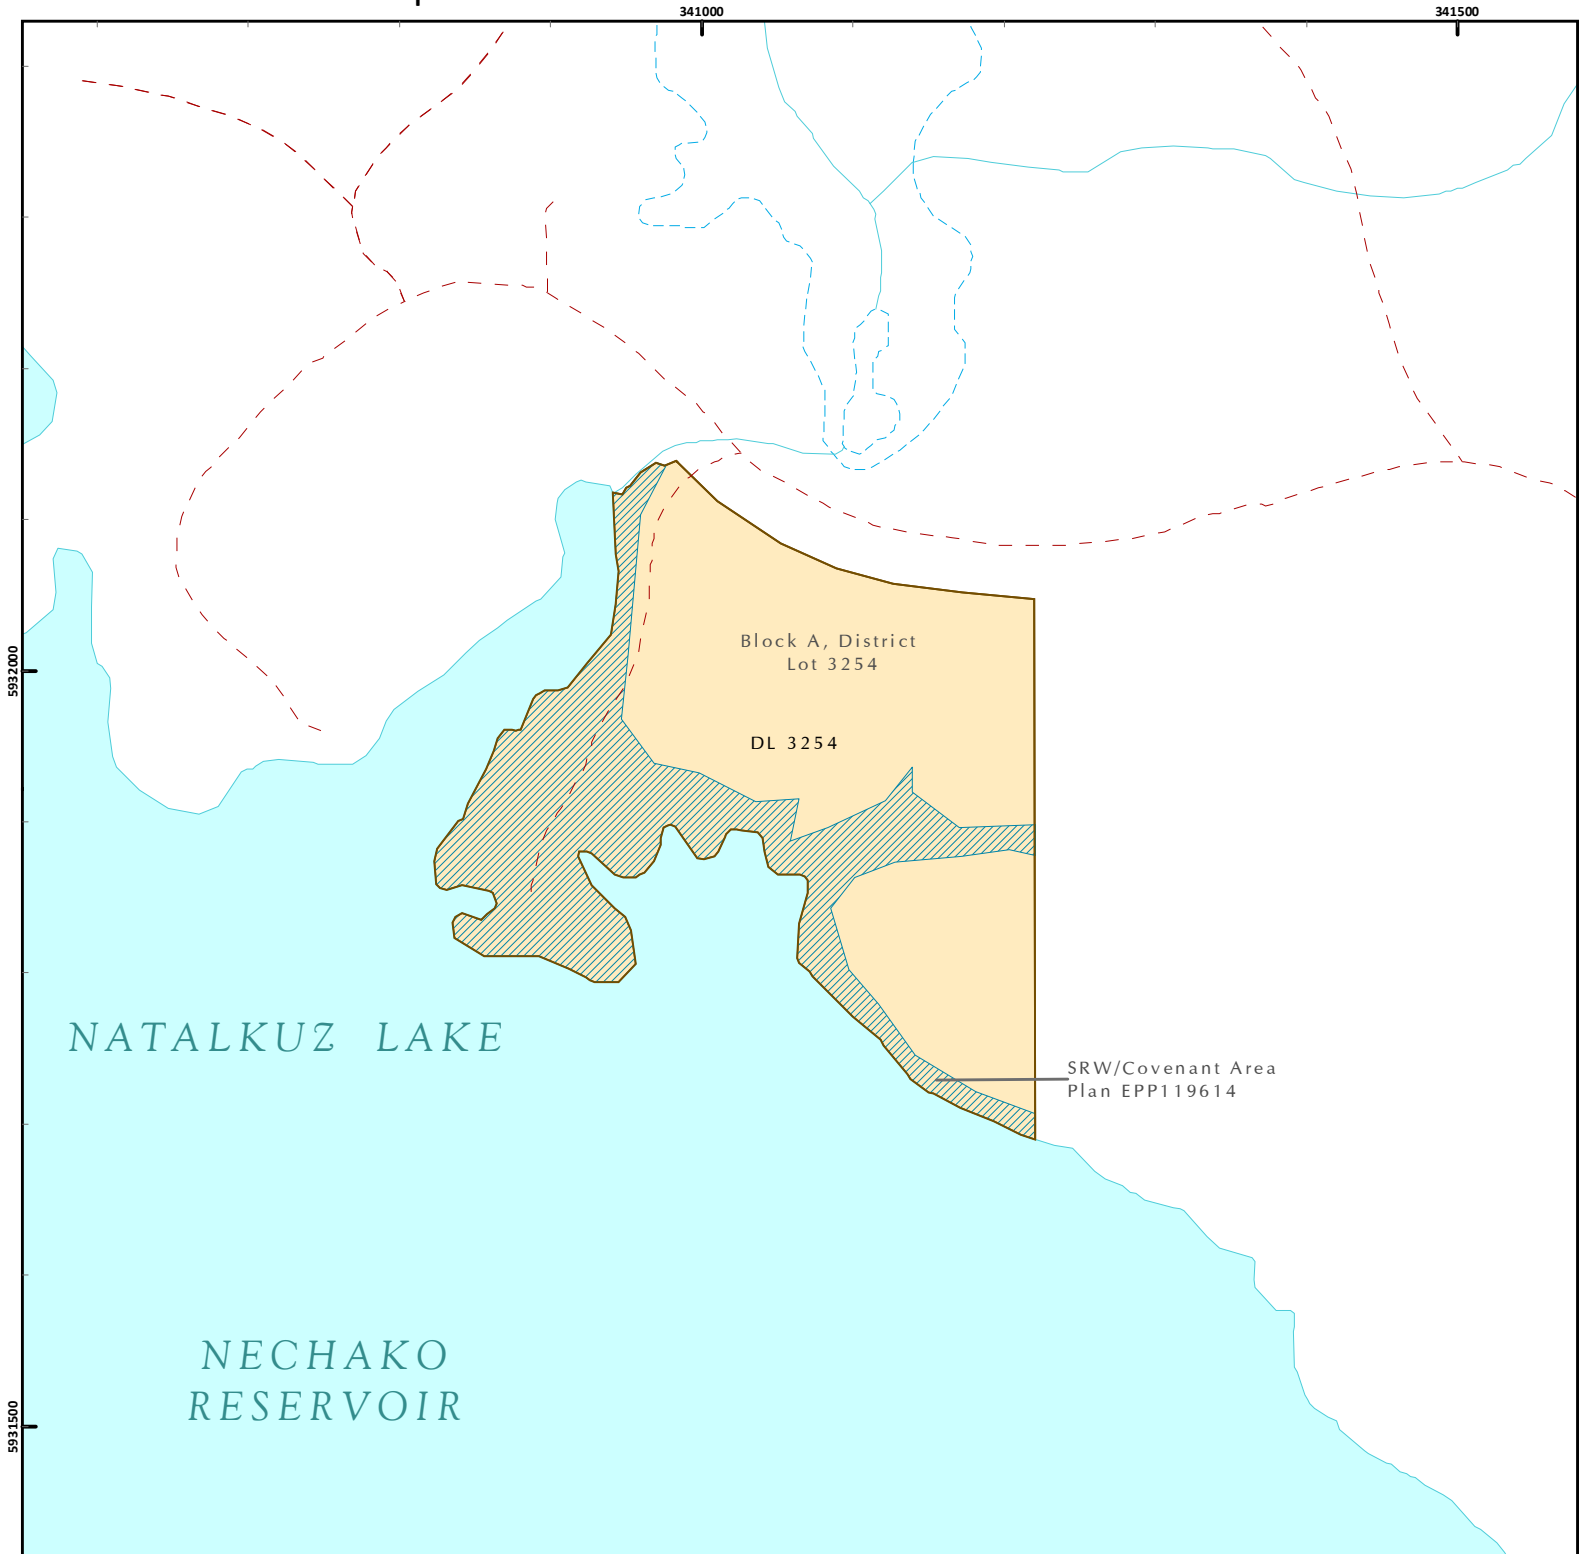 341000
341500
5932000
5931500
Block A, District
Lot 3254
DL 3254
NATALKUZ LAKE
SRW/Covenant Area
Plan EPP119614
NECHAKO
RESERVOIR